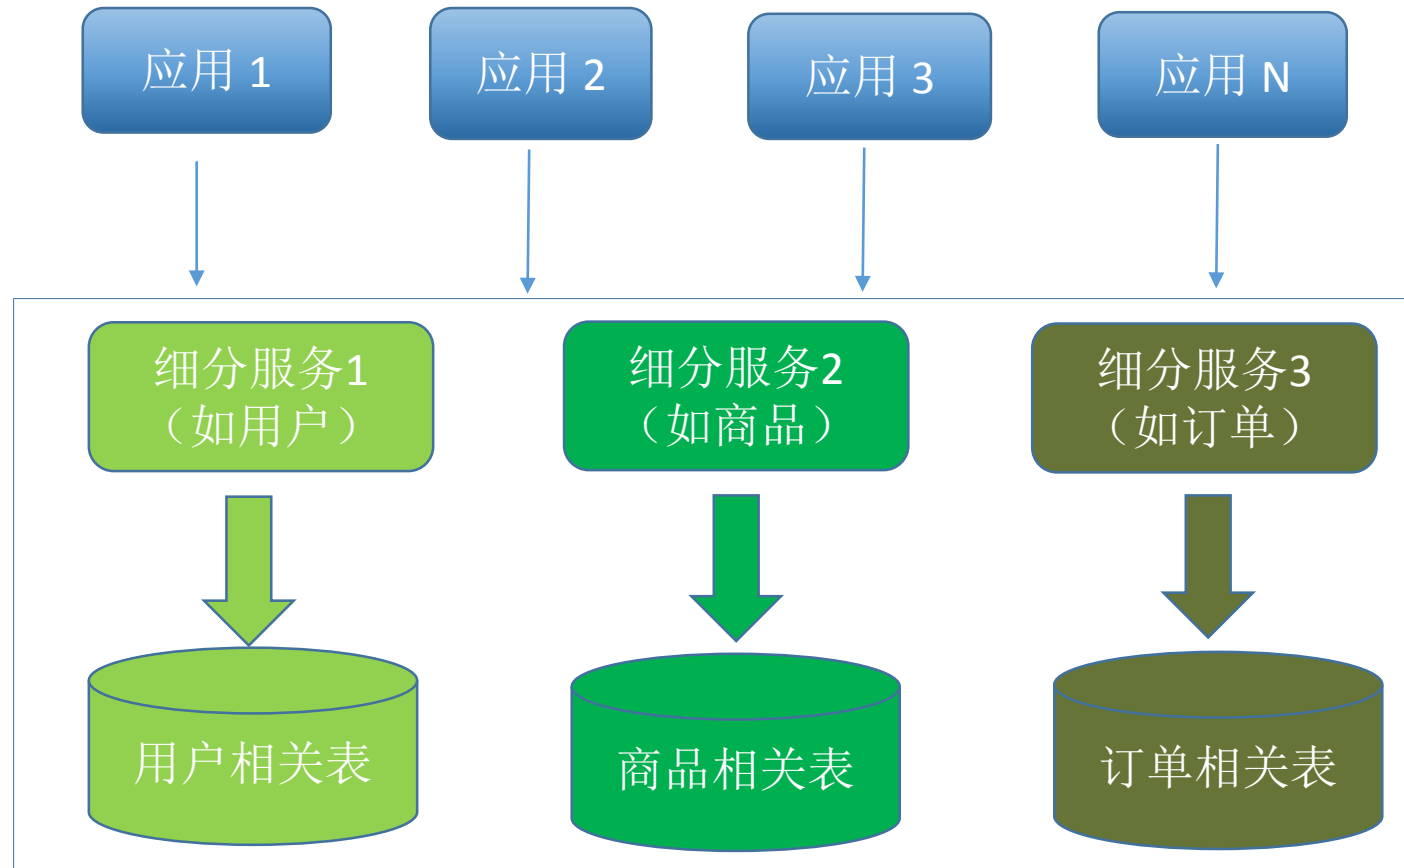 应用 1
应用 2
应用 3
应用 N
细分服务1
（如用户）
细分服务2
（如商品）
细分服务3
（如订单）
用户相关表
商品相关表
订单相关表